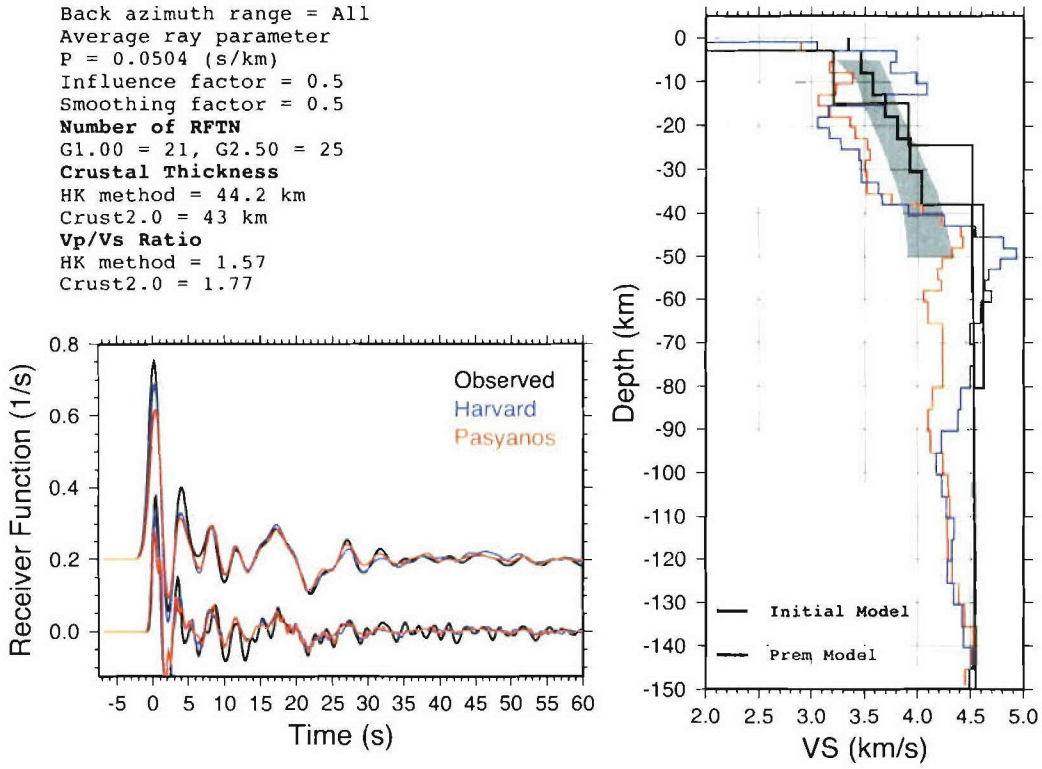 Back azimuth range = All
Average ray parameter
P = 0.0504 (s/km)
Influence factor = 0.5
Smoothing factor = 0.5
Number of RFTN
G1.00 = 21, G2.50 = 25
Crustal Thickness
HK method = 44.2 km
Crust2.0 = 43 km
Vp/Vs Ratio
HK method = 1.57
Crust2.0 = 1.77
Receiver Function (1/s)
0.8
0.6
0.4
0.2
0.0
Observed
Harvard
Pasyanos
-5 0 5 10 15 20 25 30 35 40 45 50 55 60
Time (s)
Depth (km)
0
-10
-20
-30
-40
-50
-60
-70
-80
-90
-100
-110
-120
-130
-140
-150
Initial Model
Prem Model
2.0 2.5 3.0 3.5 4.0 4.5 5.0
VS (km/s)